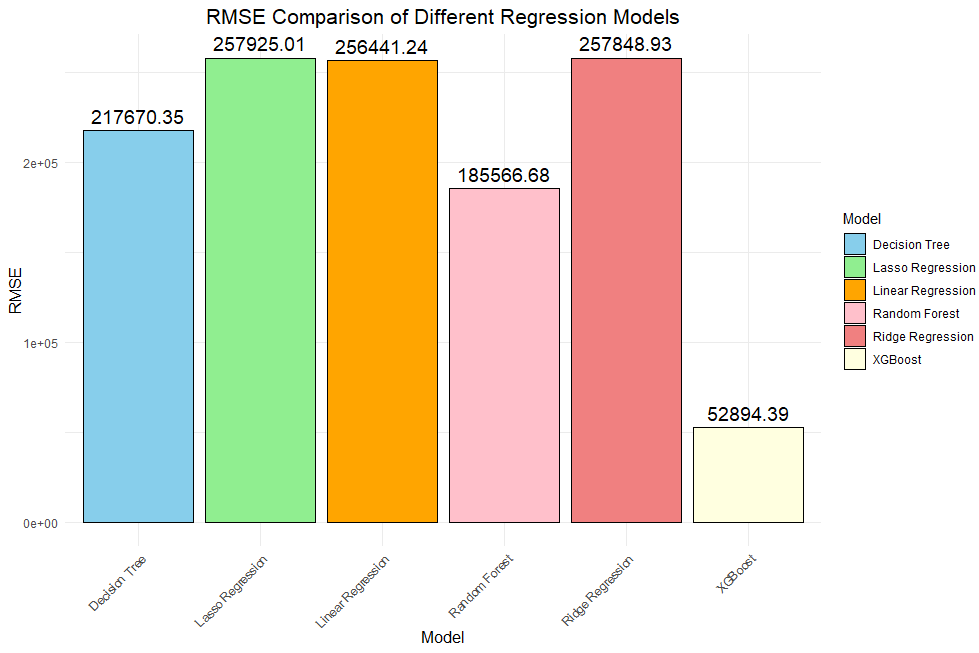 RMSE Comparison of Different Regression Models
257925.01
256441.24
257848.93
217670.35
185566.68
52894.39
2e+05
1e+05
0e+00
RMSE
Decision Tree
Lasso Regression
Linear Regression
Random Forest
Ridge Regression
XGBoost
Model
Model
Decision Tree
Lasso Regression
Linear Regression
Random Forest
Ridge Regression
XGBoost